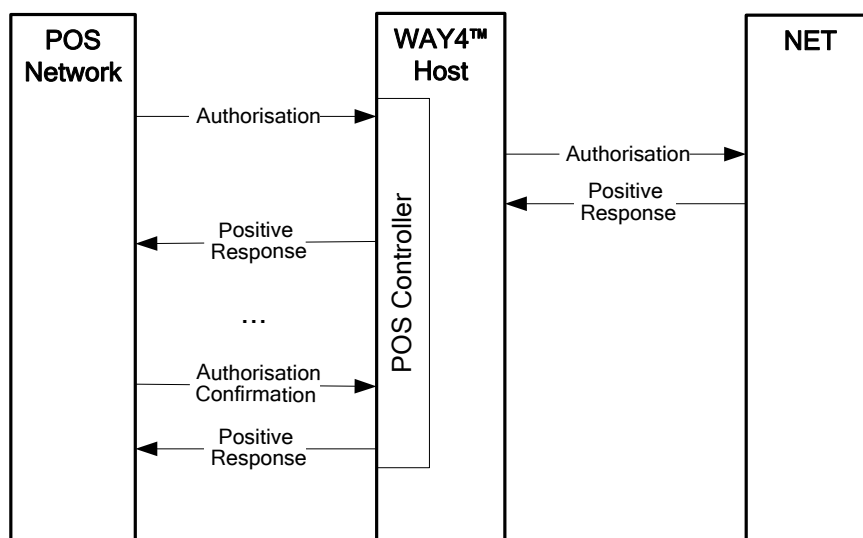 POS
Network
WAY4™
Host
NET
Authorisation
Authorisation
Positive
Response
Positive
Response
POS Controller
...
Authorisation
Confirmation
Positive
Response